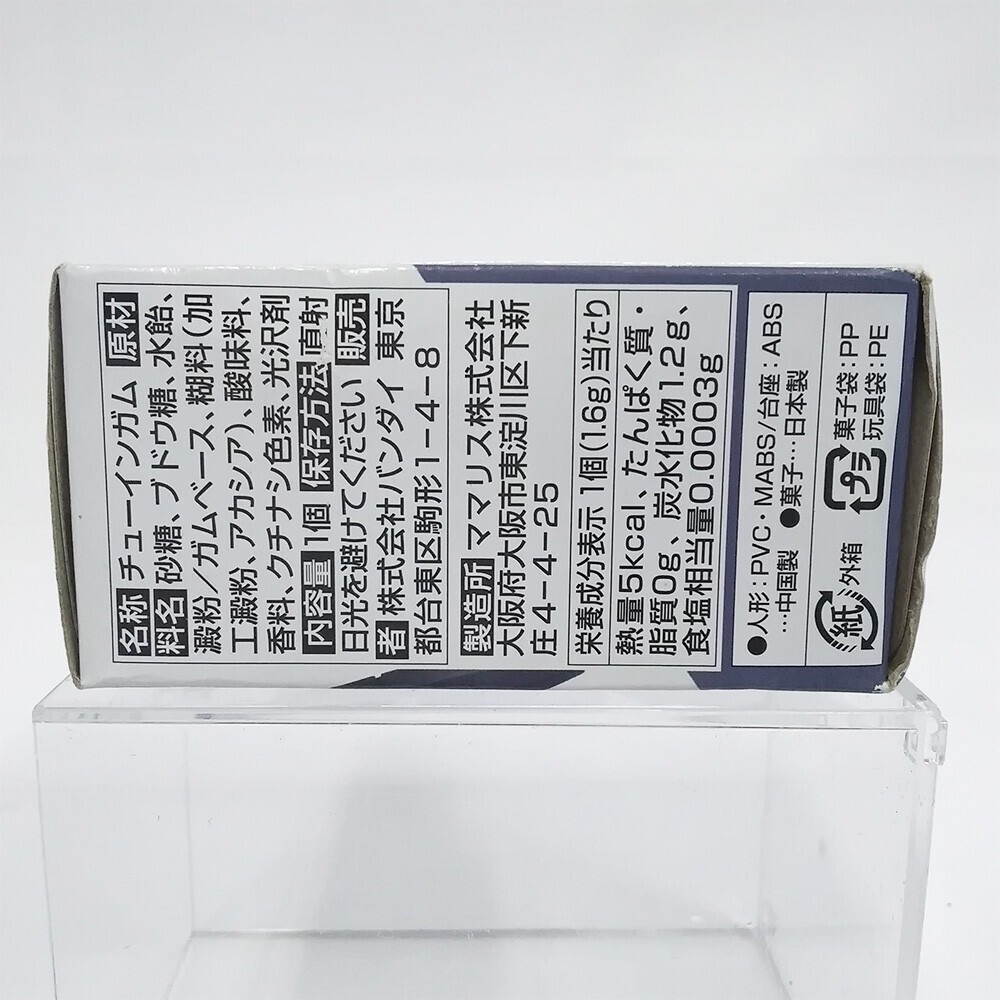 名称 チューインガム 原材
料名 砂糖、ブドウ糖、水飴、
澱粉/ガムベース、糊料(加
工澱粉、アカシア)、酸味料、
香料、クチナシ色素、光沢剤
内容量 1個 保存方法 直射
日光を避けてください 販売
者 株式会社バンダイ 東京
都台東区駒形1-4-8
製造所 ママリス株式会社
大阪府大阪市東淀川区下新
庄4-4-25
栄養成分表示 1個(1.6g)当たり
熱量5kcal、たんぱく質・
脂質0g、炭水化物1.2g、
食塩相当量0.0003g
●人形:PVC・MABS/台座:ABS
‥‥中国製 ●菓子‥‥日本製
紙 外箱
プラ 菓子袋:PP
玩具袋:PE